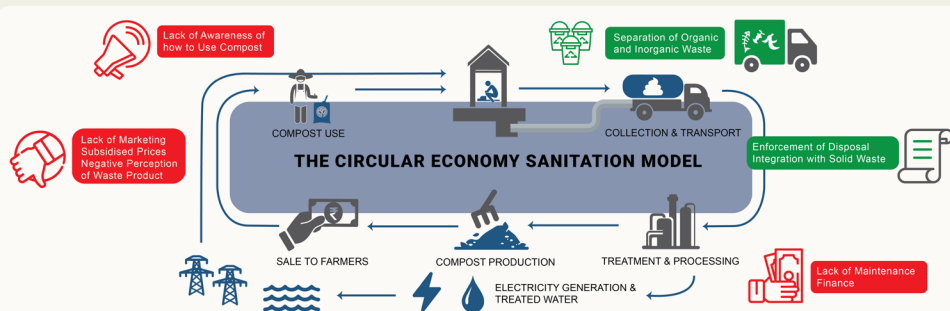 Lack of Awareness of
how to Use Compost
Separation of Organic
and Inorganic Waste
COMPOST USE
COLLECTION & TRANSPORT
Lack of Marketing
Subsidised Prices
Negative Perception
of Waste Product
THE CIRCULAR ECONOMY SANITATION MODEL
Enforcement of Disposal
Integration with Solid Waste
₹
SALE TO FARMERS
COMPOST PRODUCTION
TREATMENT & PROCESSING
ELECTRICITY GENERATION &
TREATED WATER
Lack of Maintenance
Finance